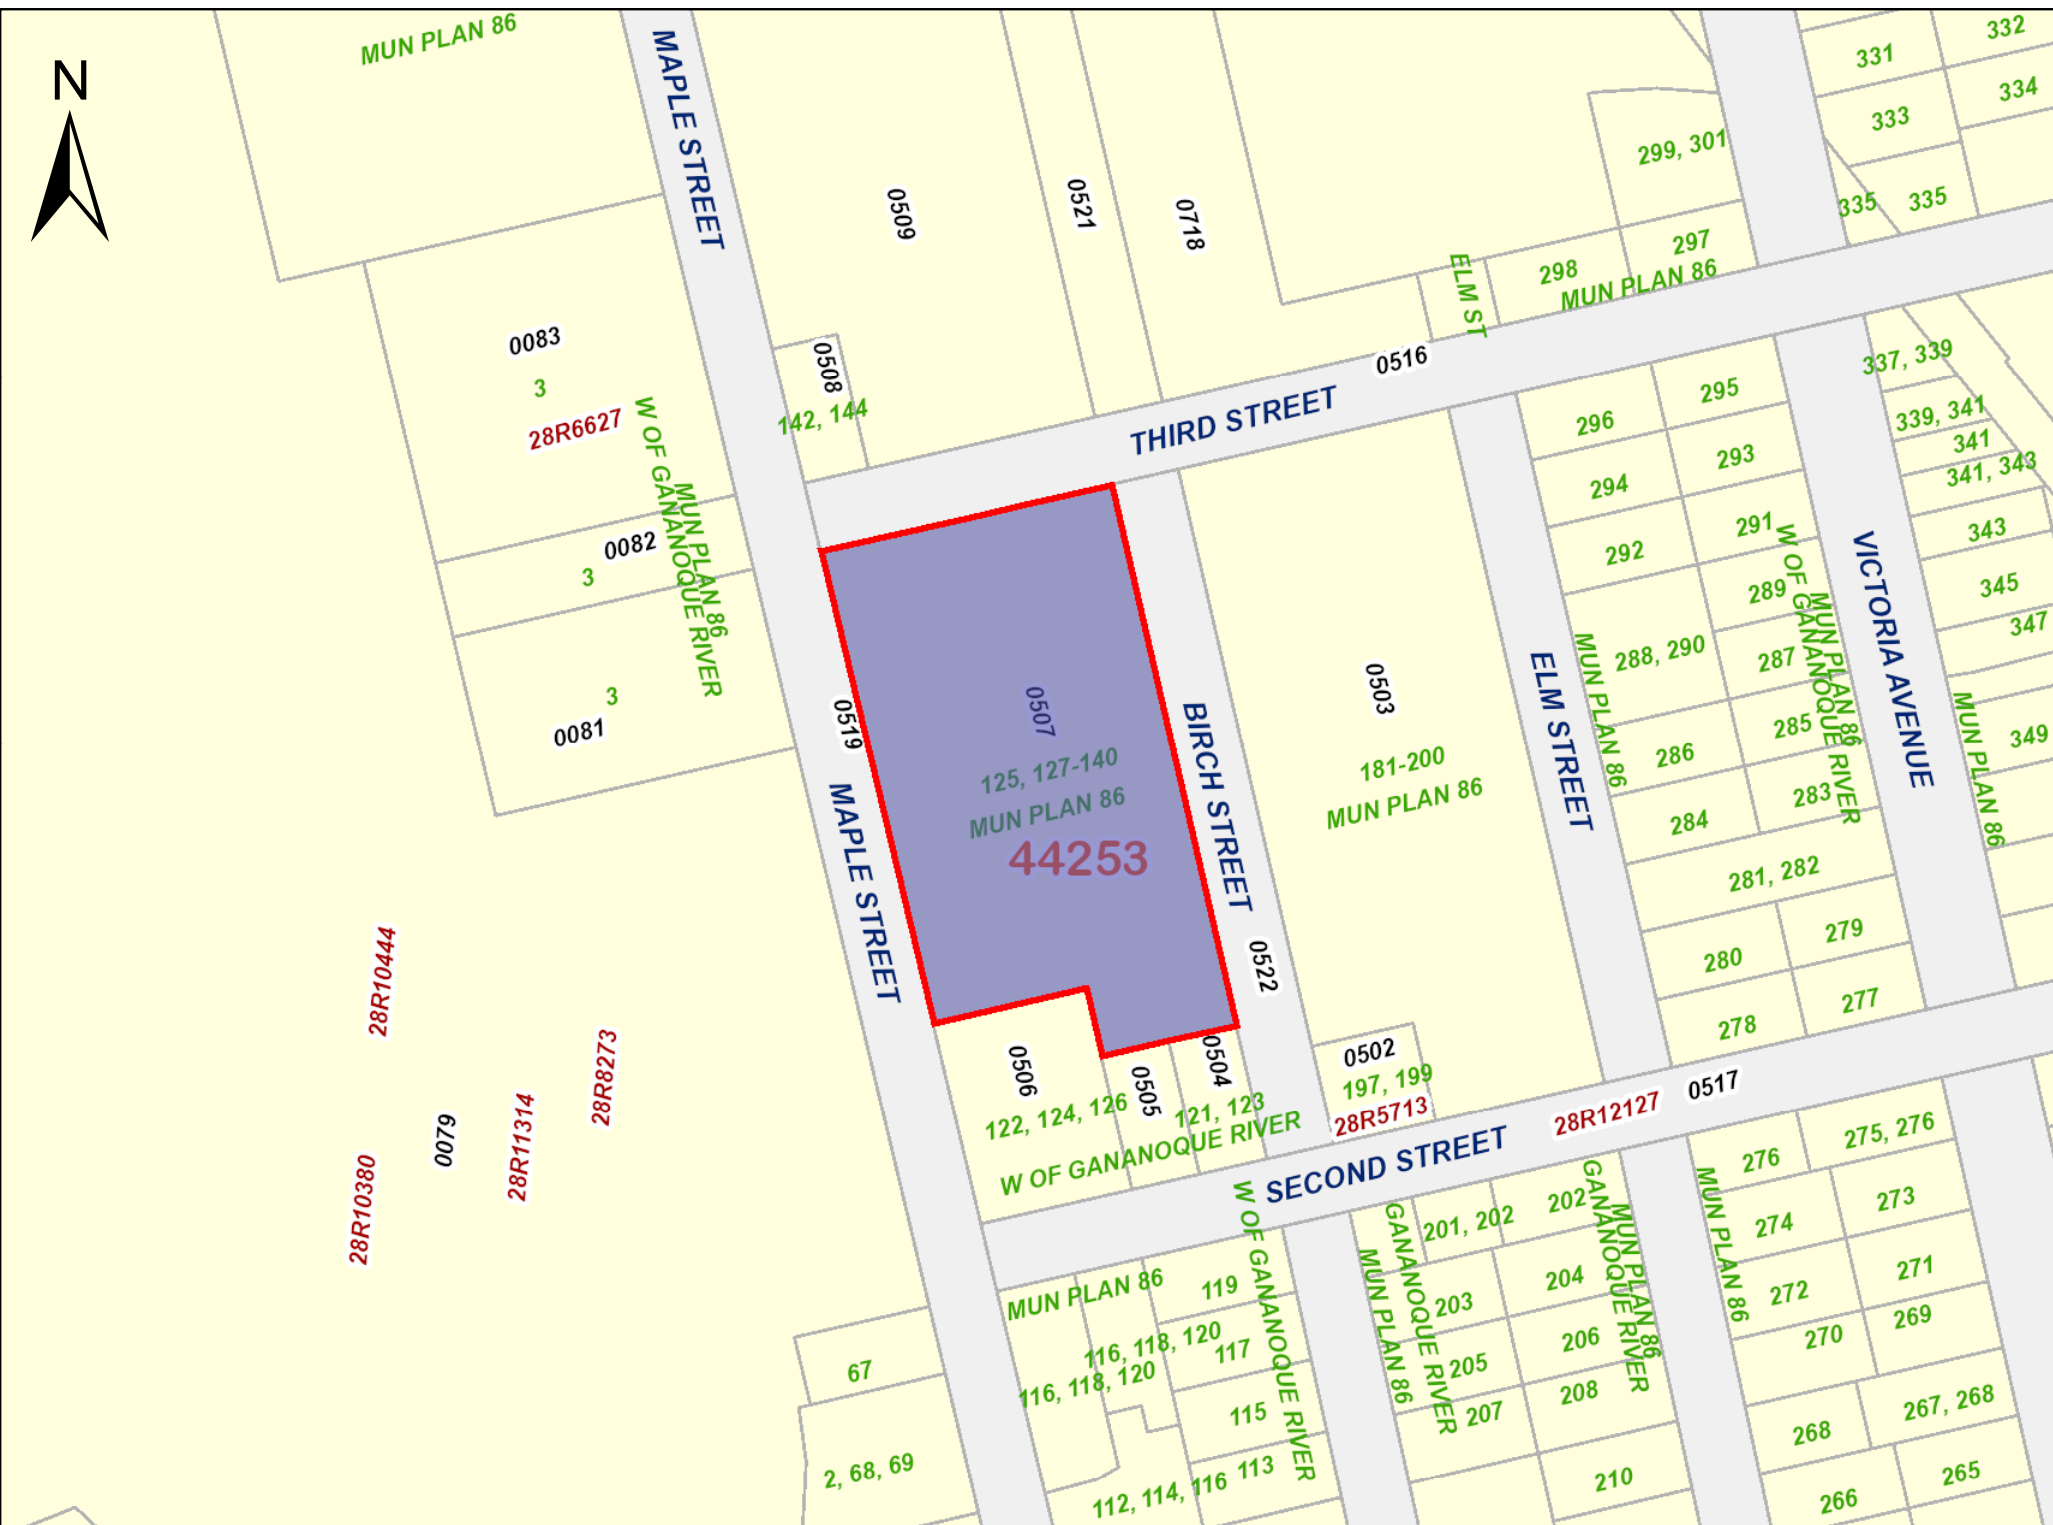 MUN PLAN 86
N
MAPLE STREET
0509
0521
0718
299, 301
331
332
333
334
335
335
297
298
MUN PLAN 86
ELM ST
0083
3
28R6627
W OF GANANOQUE RIVER
MUN PLAN 86
0508
142, 144
THIRD STREET
0516
0082
3
3
0081
0519
MAPLE STREET
0507
125, 127-140
MUN PLAN 86
44253
BIRCH STREET
0522
0503
181-200
MUN PLAN 86
ELM STREET
MUN PLAN 86
296
295
294
293
292
291
289
288, 290
287
286
285
284
283
281, 282
280
279
278
277
W OF GANANOQUE RIVER
MUN PLAN 86
VICTORIA AVENUE
MUN PLAN 86
337, 339
339, 341
341
341, 343
343
345
347
349
28R10444
28R8273
28R11314
0079
28R10380
0506
122, 124, 126
0505
0504
121, 123
W OF GANANOQUE RIVER
0502
197, 199
28R5713
SECOND STREET
28R12127
0517
MUN PLAN 86
116, 118, 120
116, 118, 120
119
117
115
113
112, 114, 116
W OF GANANOQUE RIVER
67
2, 68, 69
GANANOQUE RIVER
MUN PLAN 86
201, 202
202
203
204
205
206
207
208
210
GANANOQUE RIVER
MUN PLAN 86
MUN PLAN 86
276
275, 276
274
273
272
271
270
269
268
267, 268
266
265